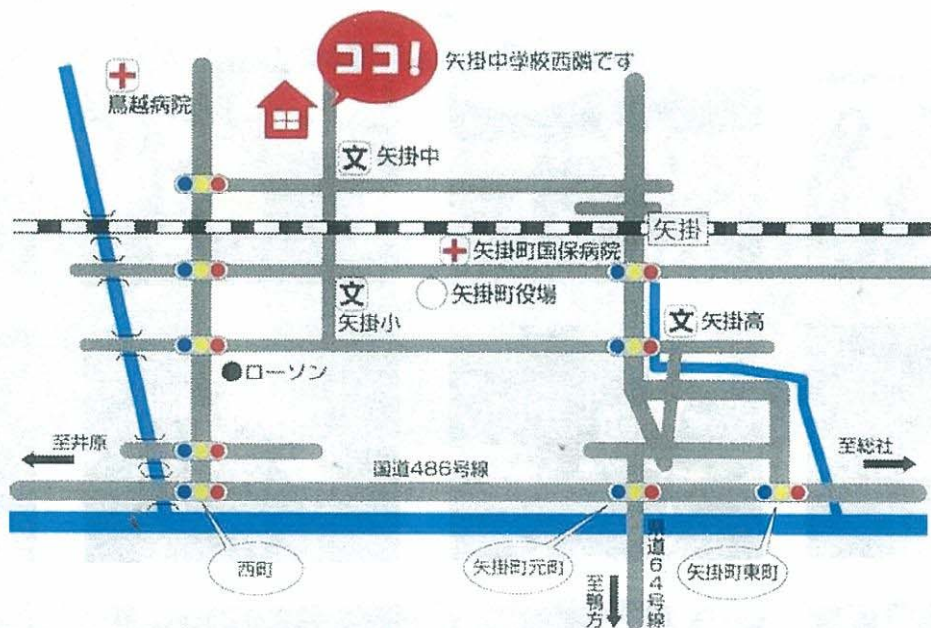 ココ!
矢掛中学校西隣です
鳥越病院
文 矢掛中
矢掛
矢掛町国保病院
文
矢掛小
矢掛町役場
文 矢掛高
ローソン
至井原
国道486号線
至総社
西町
矢掛町元町
県道64号線
矢掛町東町
至鴨方